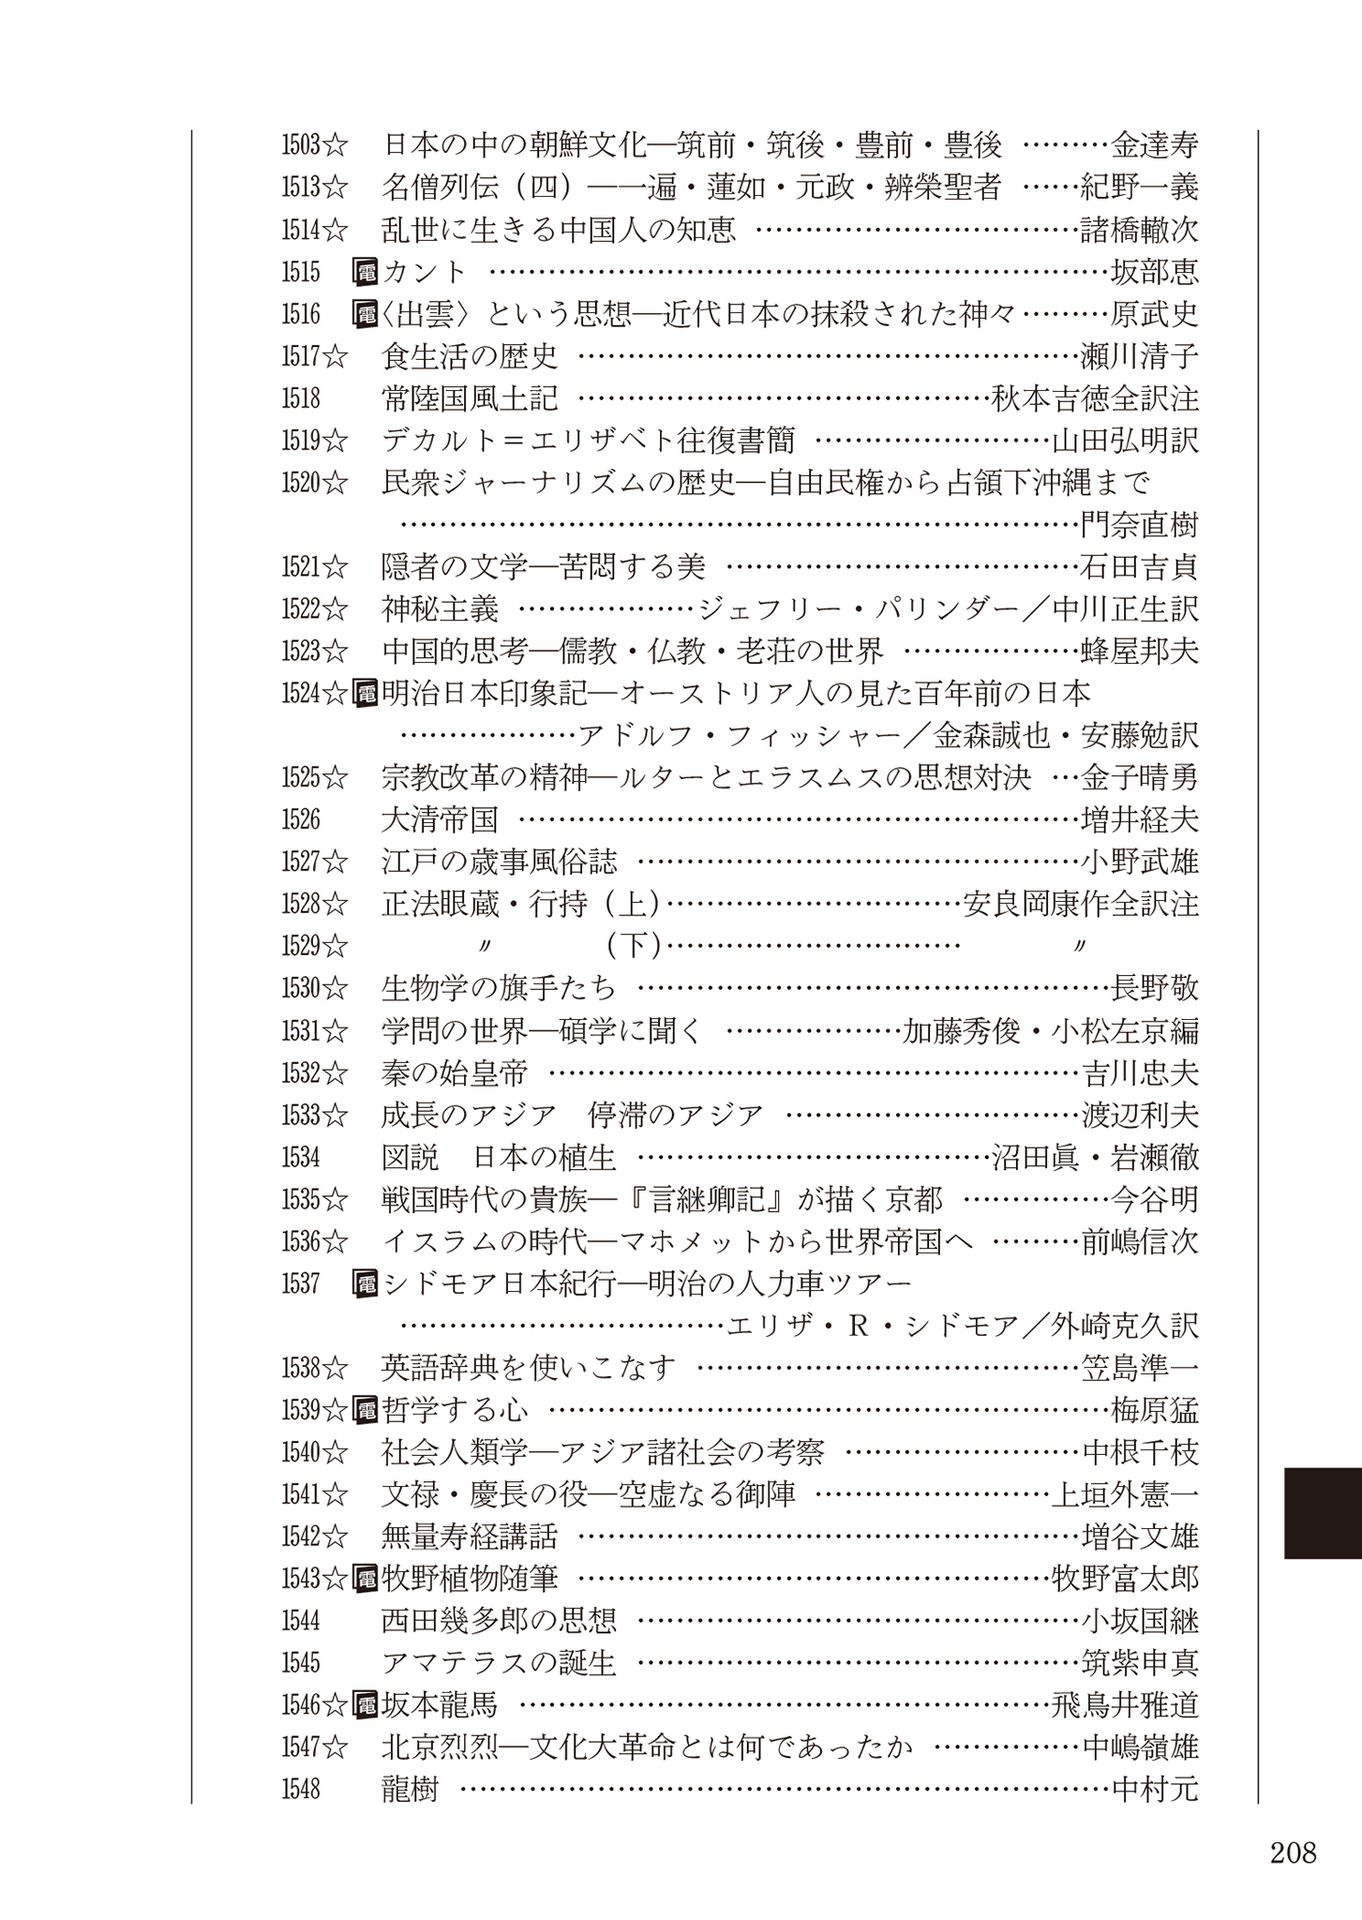 1503☆ 日本の中の朝鮮文化―筑前・筑後・豊前・豊後 ………金達寿
1513☆ 名僧列伝（四）―一遍・蓮如・元政・辨榮聖者 ……紀野一義
1514☆ 乱世に生きる中国人の知恵 ……………………………諸橋轍次
1515 電カント ………………………………………………………坂部恵
1516 電〈出雲〉という思想―近代日本の抹殺された神々………原武史
1517☆ 食生活の歴史 ……………………………………………瀬川清子
1518 常陸国風土記 ……………………………………秋本吉徳全訳注
1519☆ デカルト＝エリザベト往復書簡 ……………………山田弘明訳
1520☆ 民衆ジャーナリズムの歴史―自由民権から占領下沖縄まで
……………………………………………………………門奈直樹
1521☆ 隠者の文学―苦悶する美 ………………………………石田吉貞
1522☆ 神秘主義 ………………ジェフリー・パリンダー／中川正生訳
1523☆ 中国的思考―儒教・仏教・老荘の世界 ………………蜂屋邦夫
1524☆電明治日本印象記―オーストリア人の見た百年前の日本
………………アドルフ・フィッシャー／金森誠也・安藤勉訳
1525☆ 宗教改革の精神―ルターとエラスムスの思想対決 …金子晴勇
1526 大清帝国 …………………………………………………増井経夫
1527☆ 江戸の歳事風俗誌 ………………………………………小野武雄
1528☆ 正法眼蔵・行持（上）…………………………安良岡康作全訳注
1529☆ 〃 （下）………………………… 〃
1530☆ 生物学の旗手たち …………………………………………長野敬
1531☆ 学問の世界―碩学に聞く ………………加藤秀俊・小松左京編
1532☆ 秦の始皇帝 ………………………………………………吉川忠夫
1533☆ 成長のアジア　停滞のアジア …………………………渡辺利夫
1534 図説　日本の植生 ………………………………沼田眞・岩瀬徹
1535☆ 戦国時代の貴族―『言継卿記』が描く京都 ……………今谷明
1536☆ イスラムの時代―マホメットから世界帝国へ ………前嶋信次
1537 電シドモア日本紀行―明治の人力車ツアー
……………………………エリザ・Ｒ・シドモア／外崎克久訳
1538☆ 英語辞典を使いこなす …………………………………笠島準一
1539☆電哲学する心 …………………………………………………梅原猛
1540☆ 社会人類学―アジア諸社会の考察 ……………………中根千枝
1541☆ 文禄・慶長の役―空虚なる御陣 ……………………上垣外憲一
1542☆ 無量寿経講話 ……………………………………………増谷文雄
1543☆電牧野植物随筆 …………………………………………牧野富太郎
1544 西田幾多郎の思想 ………………………………………小坂国継
1545 アマテラスの誕生 ………………………………………筑紫申真
1546☆電坂本龍馬 ………………………………………………飛鳥井雅道
1547☆ 北京烈烈―文化大革命とは何であったか ……………中嶋嶺雄
1548 龍樹 …………………………………………………………中村元
208